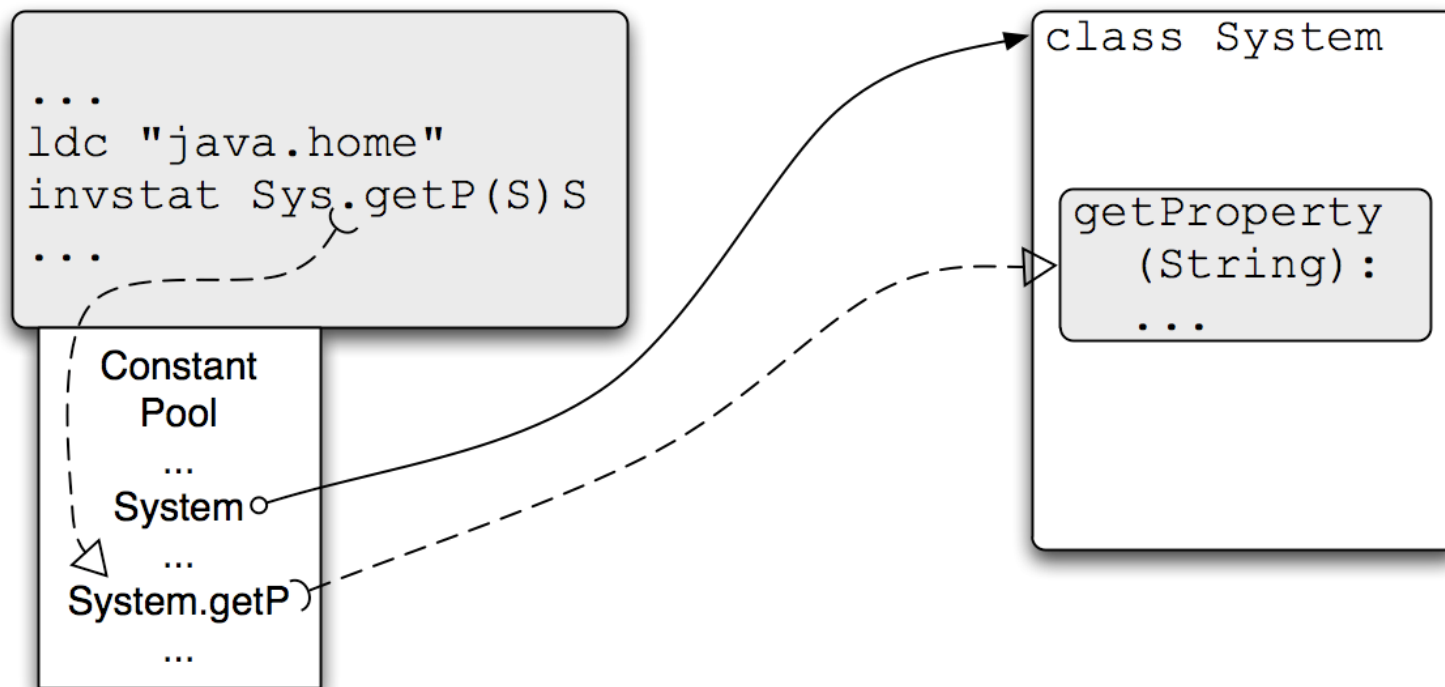 ...
ldc "java.home"
invstat Sys.getP(S)S
...
Constant
Pool
...
System
...
System.getP
...
class System
getProperty
(String):
...